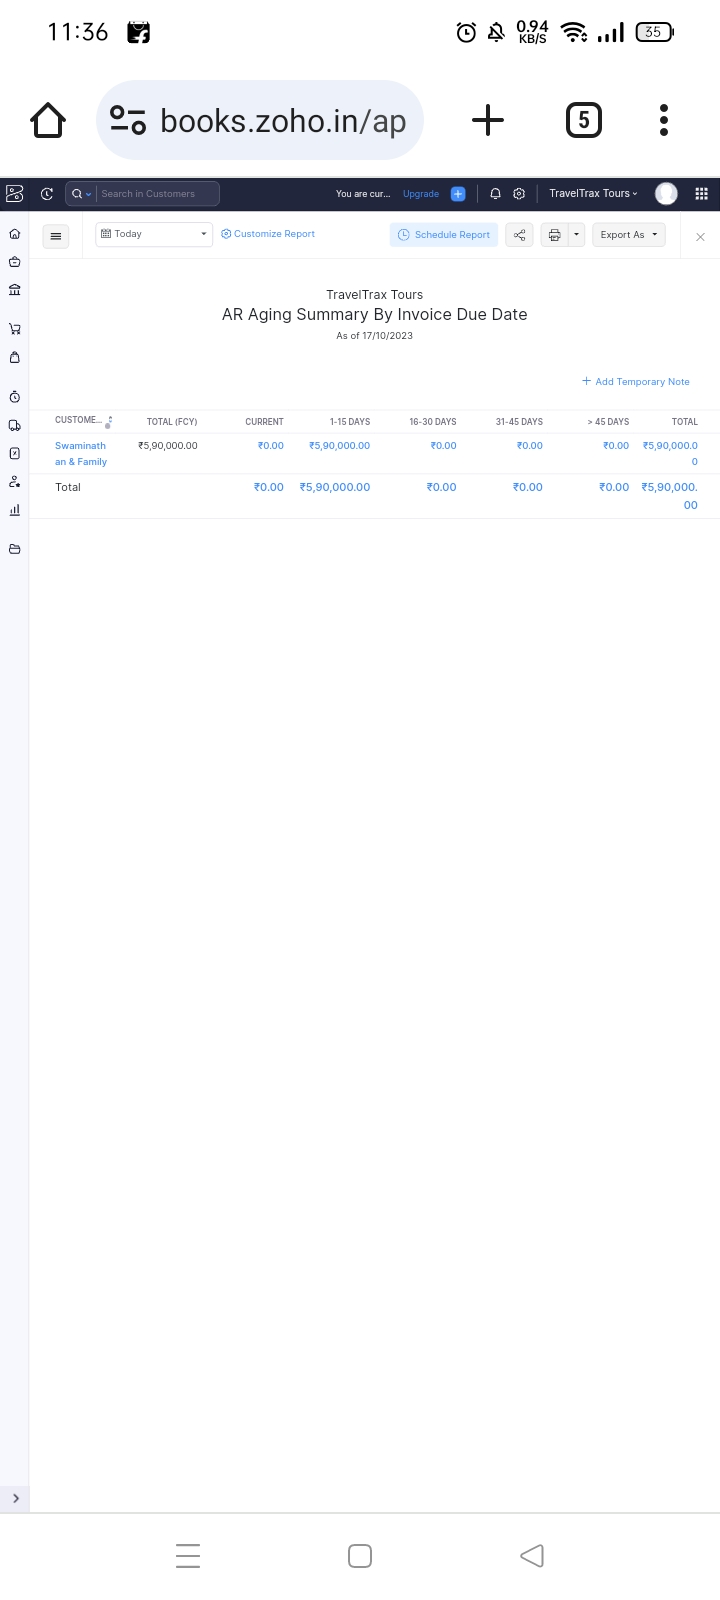 11:36
0.94
KB/S
35
books.zoho.in/ap
5
Search in Customers
You are cur...
Upgrade
TravelTrax Tours
Today
Customize Report
Schedule Report
Export As
TravelTrax Tours
AR Aging Summary By Invoice Due Date
As of 17/10/2023
+ Add Temporary Note
CUSTOME... TOTAL (FCY) CURRENT 1-15 DAYS 16-30 DAYS 31-45 DAYS > 45 DAYS TOTAL
Swaminath ₹5,90,000.00 ₹0.00 ₹5,90,000.00 ₹0.00 ₹0.00 ₹0.00 ₹5,90,000.0
an & Family 0
Total ₹0.00 ₹5,90,000.00 ₹0.00 ₹0.00 ₹0.00 ₹5,90,000.
00